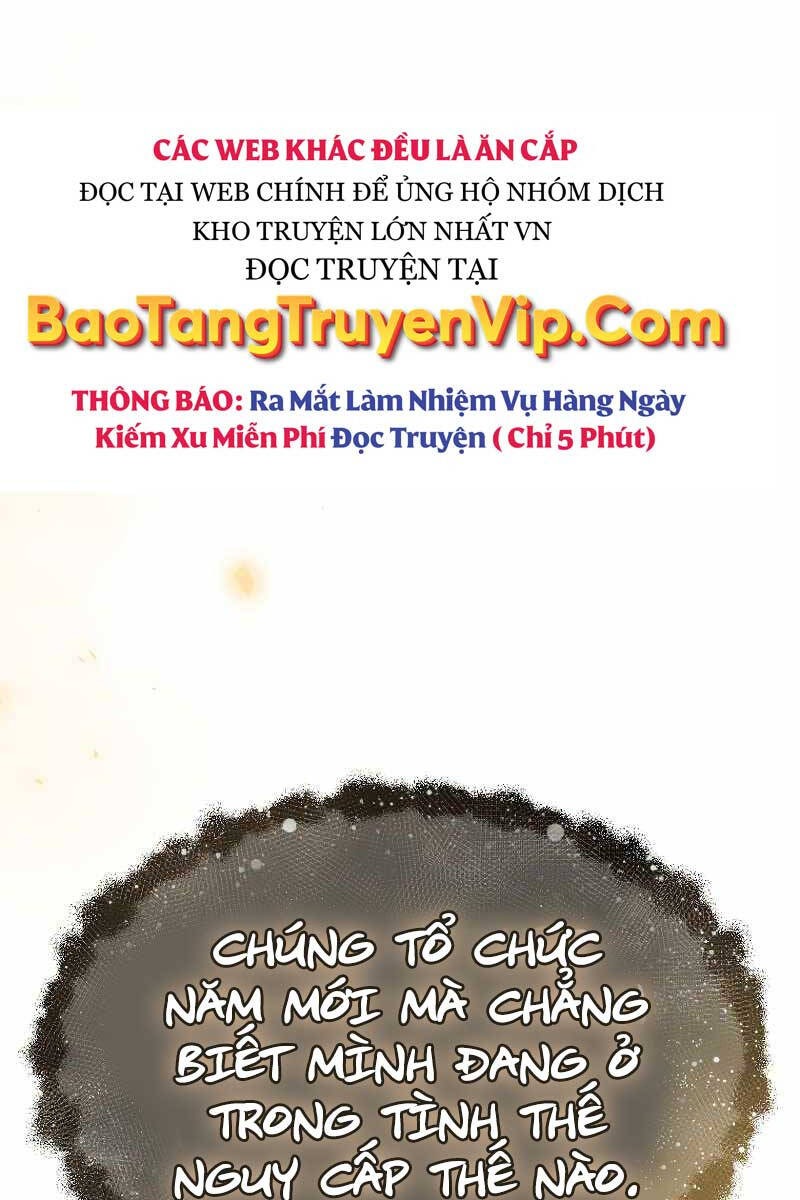 CÁC WEB KHÁC ĐỀU LÀ ĂN CẮP
ĐỌC TẠI WEB CHÍNH ĐỂ ỦNG HỘ NHÓM DỊCH
KHO TRUYỆN LỚN NHẤT VN
ĐỌC TRUYỆN TẠI
BaoTangTruyenVip.Com
THÔNG BÁO: Ra Mắt Làm Nhiệm Vụ Hàng Ngày
Kiếm Xu Miễn Phí Đọc Truyện ( Chỉ 5 Phút)
CHÚNG TỔ CHỨC
NĂM MỚI MÀ CHẲNG
BIẾT MÌNH ĐANG Ở
TRONG TÌNH THẾ
NGUY CẤP THẾ NÀO.